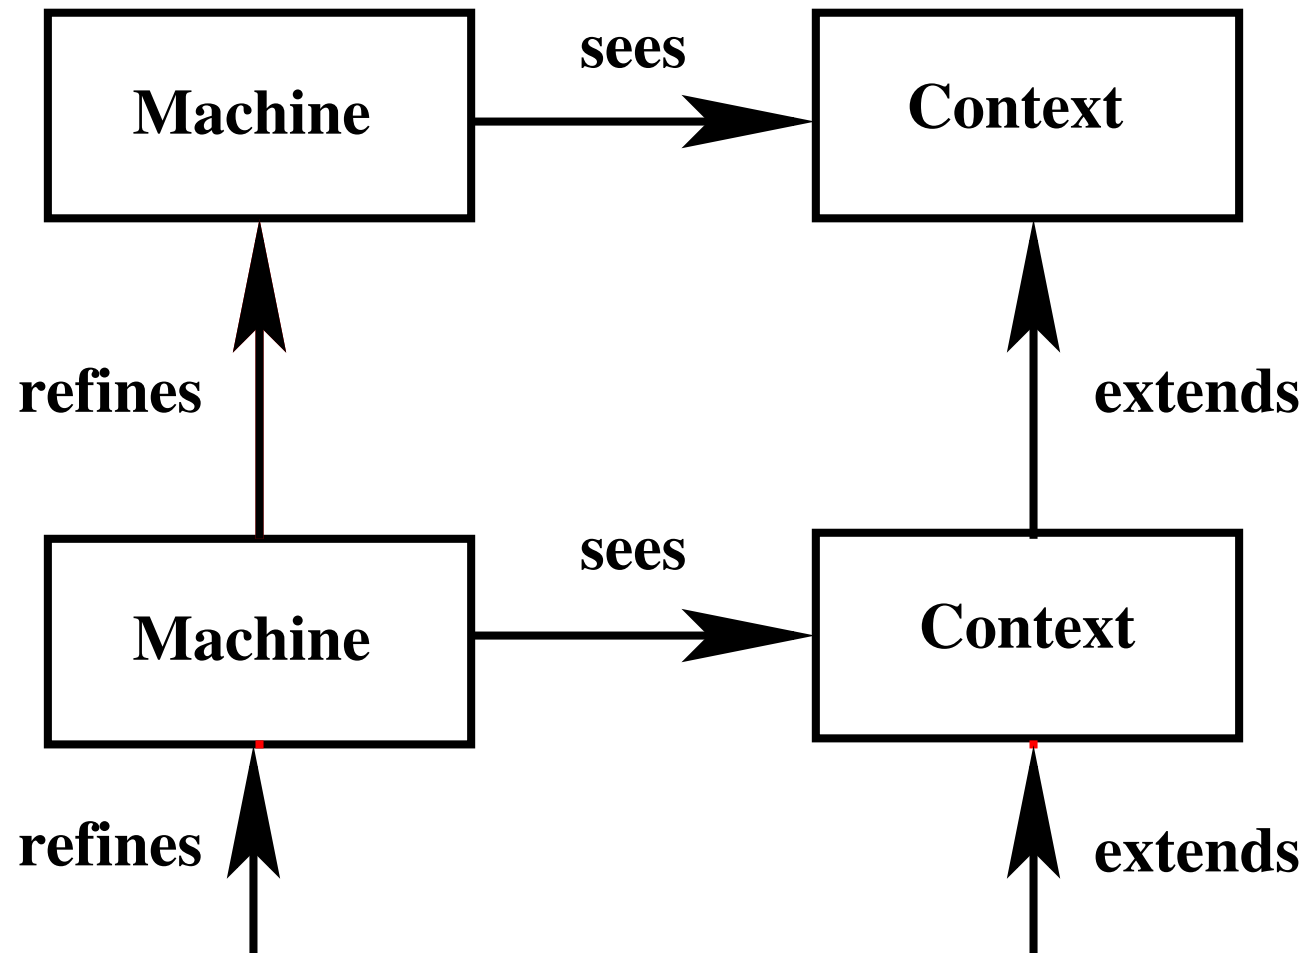 sees
Machine
Context
refines
extends
sees
Machine
Context
refines
extends